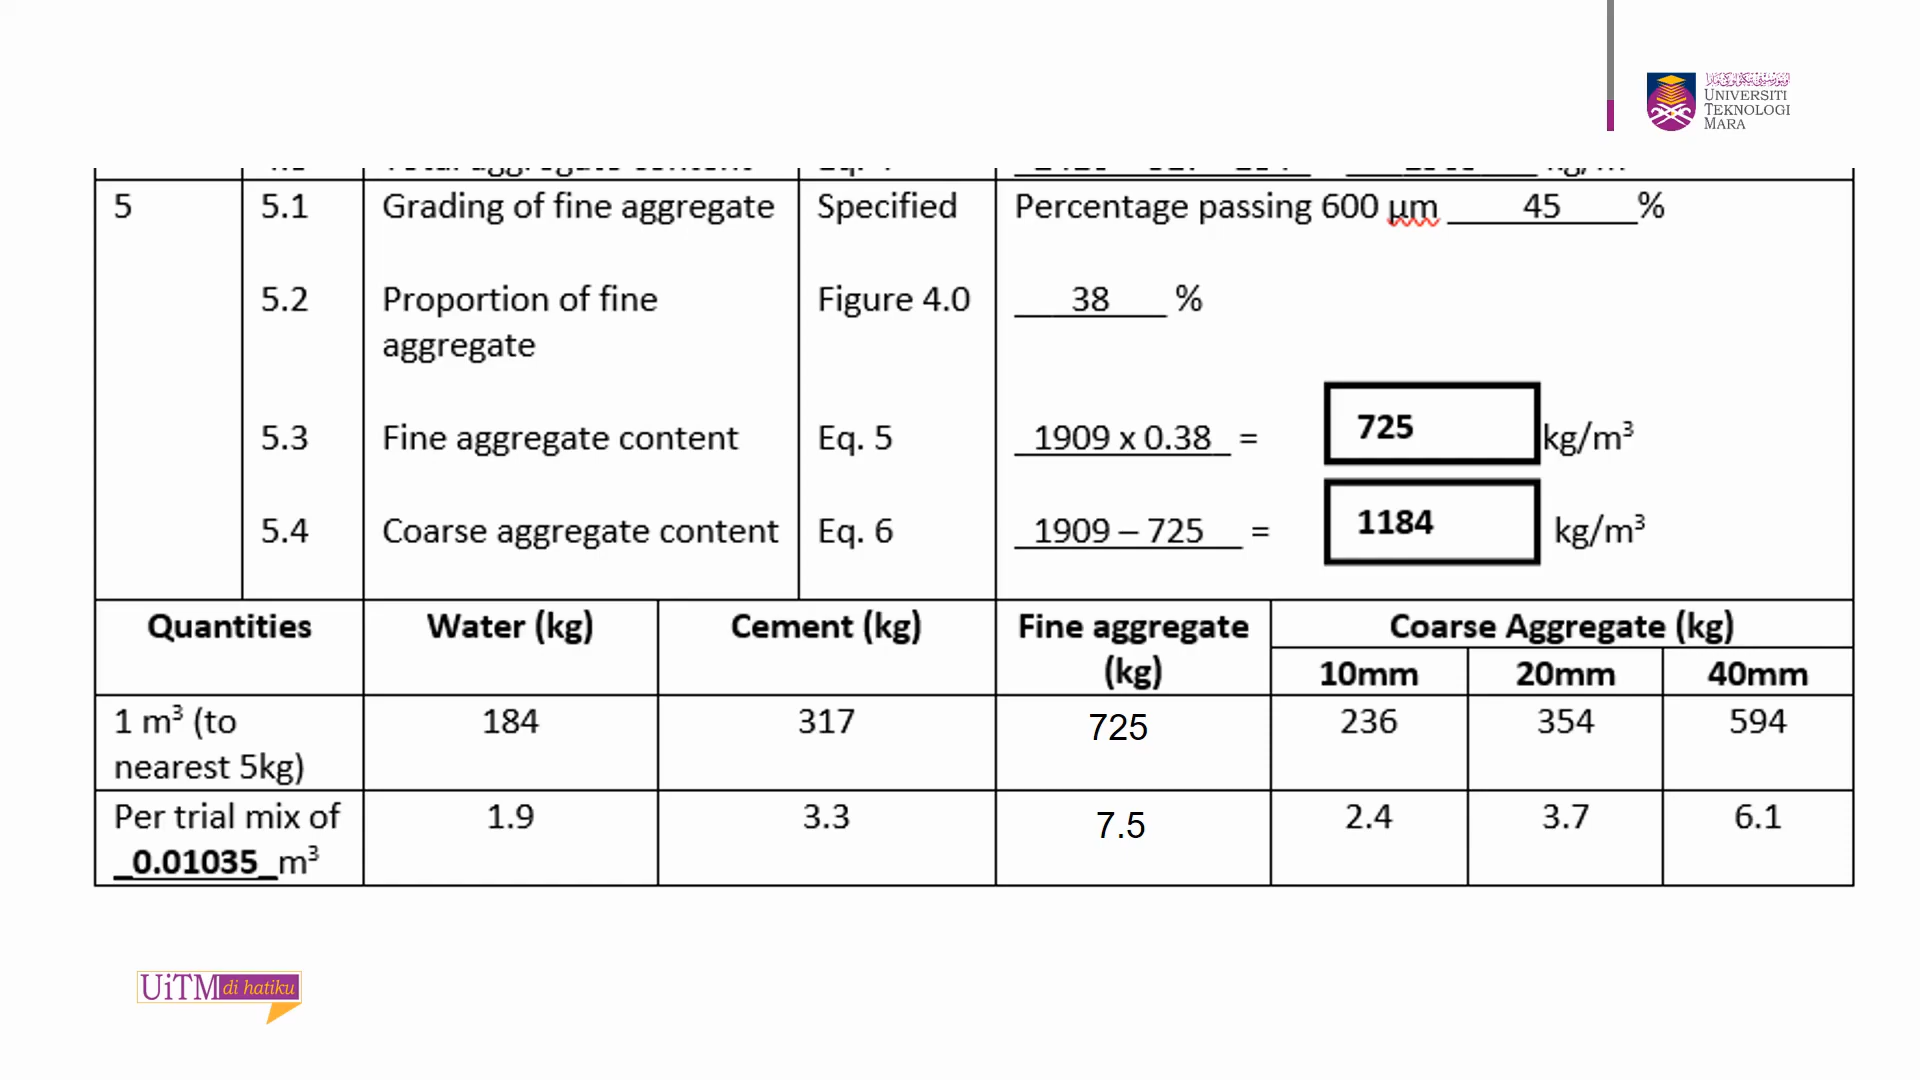 UNIVERSITI
TEKNOLOGI
MARA
5 5.1 Grading of fine aggregate Specified Percentage passing 600 µm 45 %
5.2 Proportion of fine Figure 4.0 38 %
aggregate
5.3 Fine aggregate content Eq. 5 1909 x 0.38 = 725 kg/m³
5.4 Coarse aggregate content Eq. 6 1909 – 725 = 1184 kg/m³
Quantities Water (kg) Cement (kg) Fine aggregate Coarse Aggregate (kg)
(kg) 10mm 20mm 40mm
1 m³ (to 184 317 725 236 354 594
nearest 5kg)
Per trial mix of 1.9 3.3 7.5 2.4 3.7 6.1
_0.01035_m³
UiTM di hatiku